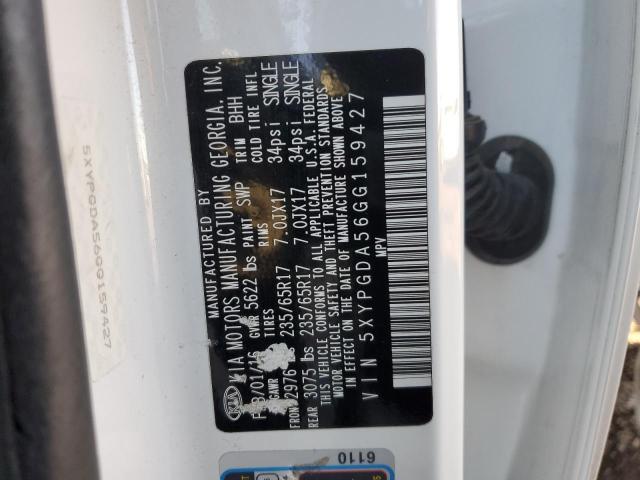 MANUFACTURED BY
KIA KIA MOTORS MANUFACTURING GEORGIA, INC.
GVWR 5622 lbs PAINT SWP TRIM BHH
GAWR TIRES RIMS COLD TIRE INFL
2976 235/65R17 7.0JX17 34psi SINGLE
REAR 3075 lbs 235/65R17 7.0JX17 34psi SINGLE
THIS VEHICLE CONFORMS TO ALL APPLICABLE U.S.A. FEDERAL
MOTOR VEHICLE SAFETY AND THEFT PREVENTION STANDARDS
IN EFFECT ON THE DATE OF MANUFACTURE SHOWN ABOVE
VIN 5XYPGDA56GG159427
MPV
5XYPGDA56GG159427
6110